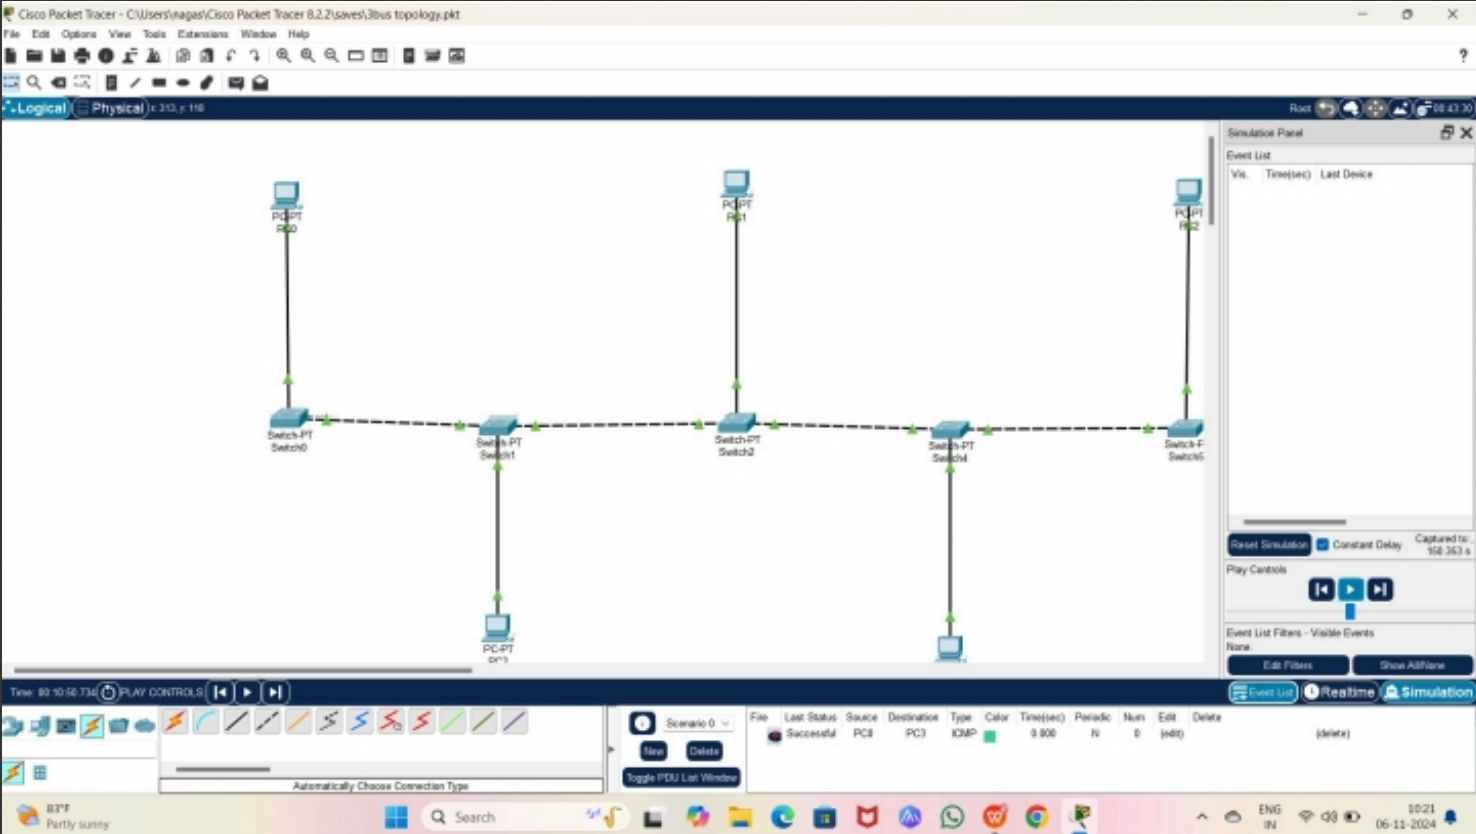 Cisco Packet Tracer - C:\Users\nagas\Cisco Packet Tracer 8.2.2\saves\3bus topology.pkt
File Edit Options View Tools Extensions Window Help
?
Logical Physical x: 313, y: 118 Root 00:43:30
Simulation Panel
Event List
Vis. Time(sec) Last Device
PC-PT
PC0
PC-PT
PC1
PC-PT
PC2
Switch-PT
Switch0
Switch-PT
Switch1
Switch-PT
Switch2
Switch-PT
Switch4
Switch-P
Switch5
PC-PT
Reset Simulation Constant Delay Captured to:
150.353 s
Play Controls
Event List Filters - Visible Events
None
Edit Filters Show All/None
Time: 00:10:50.734 PLAY CONTROLS: Event List Realtime Simulation
Scenario 0
New Delete
Toggle PDU List Window
Fire Last Status Source Destination Type Color Time(sec) Periodic Num Edit Delete
Successful PC0 PC3 ICMP 0.000 N 0 (edit) (delete)
Automatically Choose Connection Type
83°F
Partly sunny
Search
ENG
IN
10:21
06-11-2024